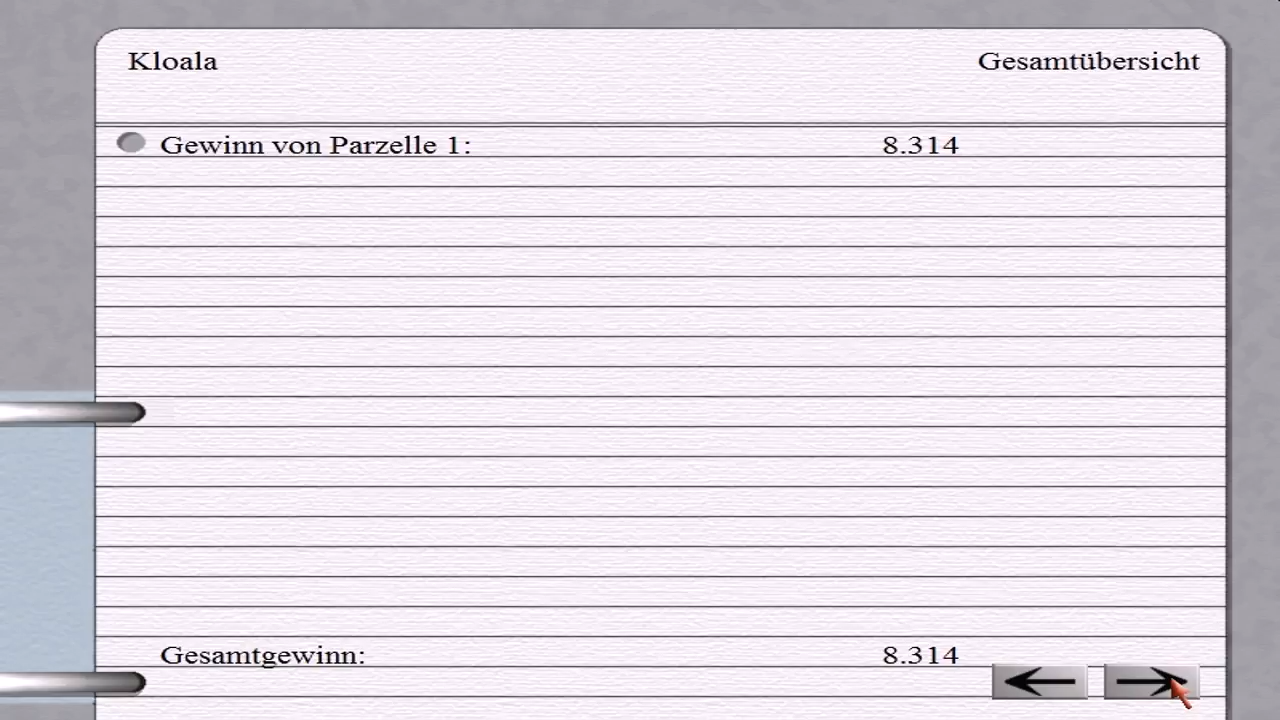 Kloala Gesamtübersicht
Gewinn von Parzelle 1: 8.314
Gesamtgewinn: 8.314